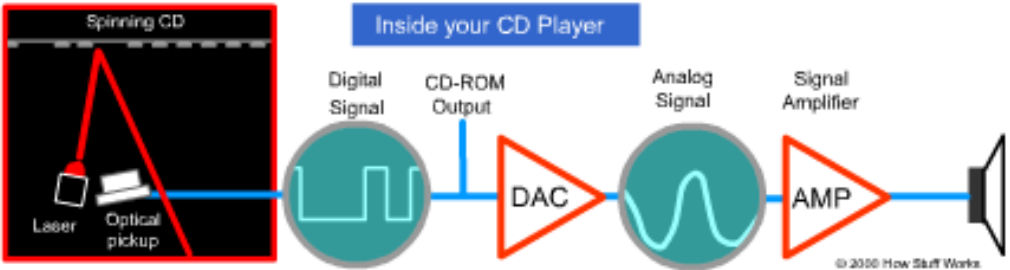 Spinning CD
Inside your CD Player
Digital
Signal
CD-ROM
Output
Analog
Signal
Signal
Amplifier
DAC
AMP
Laser
Optical
pickup
© 2000 How Stuff Works